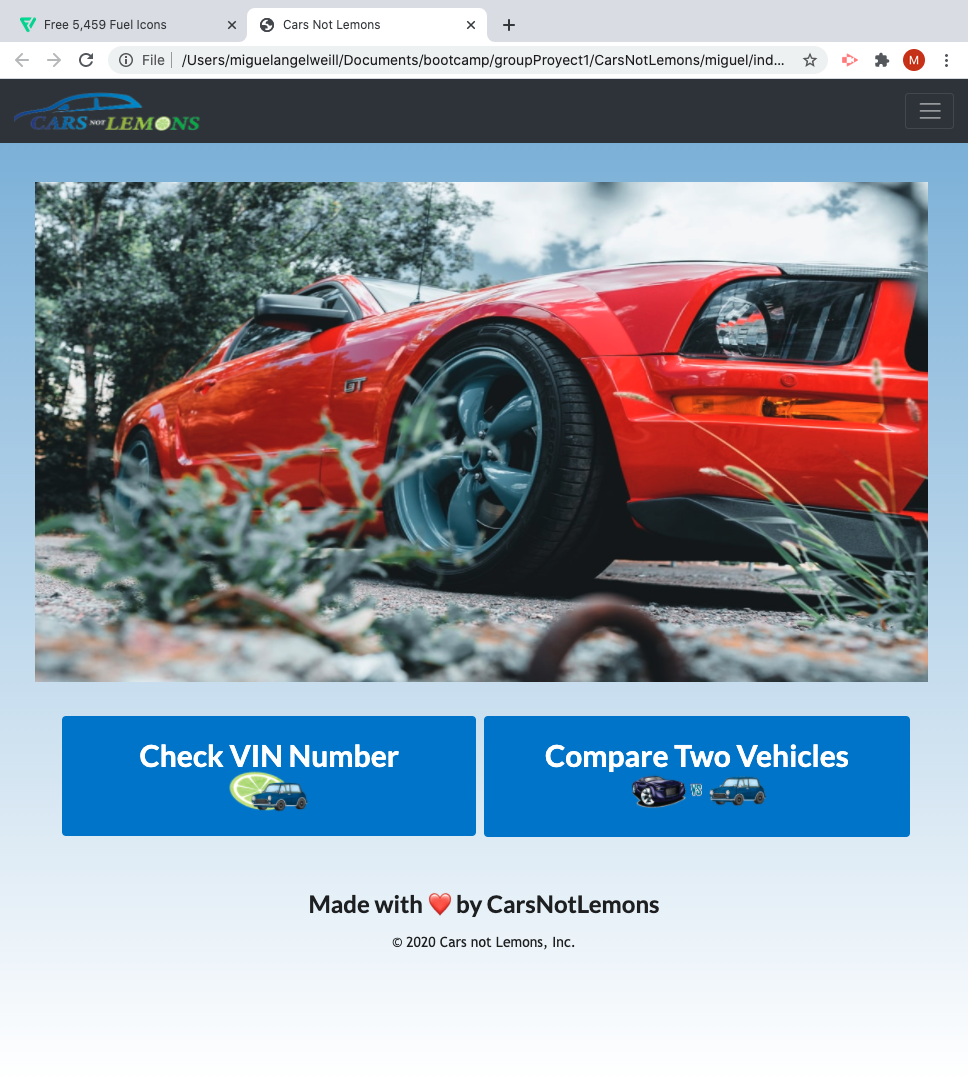 Free 5,459 Fuel Icons
Cars Not Lemons
File /Users/miguelangelweill/Documents/bootcamp/groupProyect1/CarsNotLemons/miguel/ind...
M
CARS NOT LEMONS
GT
Check VIN Number
Compare Two Vehicles
VS
Made with ❤️ by CarsNotLemons
© 2020 Cars not Lemons, Inc.